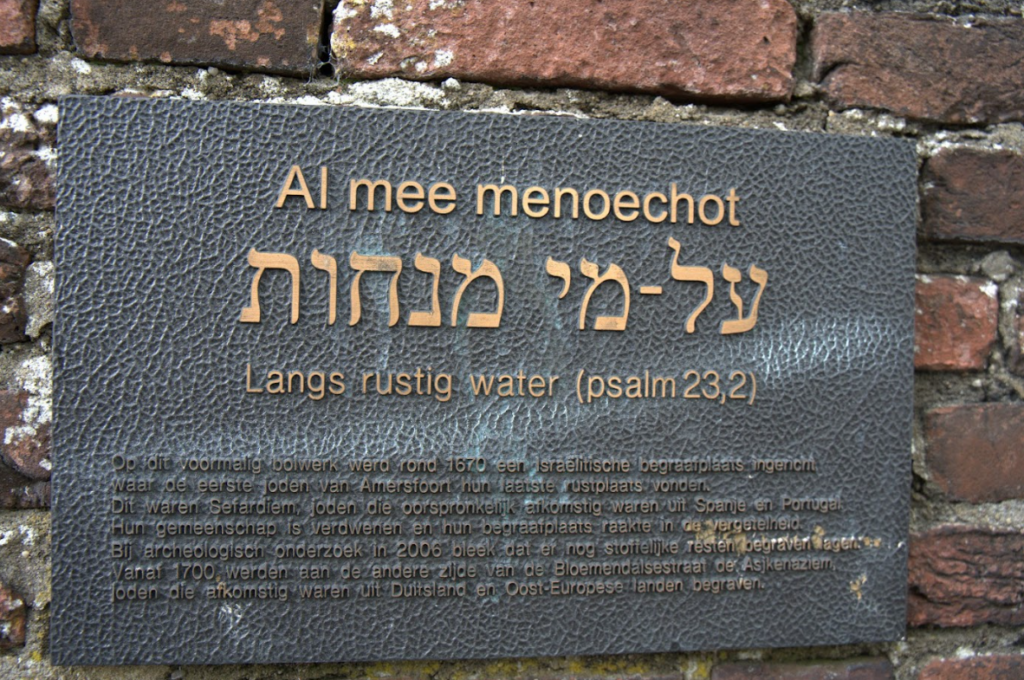 Al mee menoechot
על-מי מנחות
Langs rustig water (psalm 23,2)
Op dit voormalig bolwerk werd rond 1670 een Israëlitische begraafplaats ingericht,
waar de eerste joden van Amersfoort hun laatste rustplaats vonden.
Dit waren Sefardiem, joden die oorspronkelijk afkomstig waren uit Spanje en Portugal.
Hun gemeenschap is verdwenen en hun begraafplaats raakte in de vergetelheid.
Bij archeologisch onderzoek in 2006 bleek dat er nog stoffelijke resten begraven lagen.
Vanaf 1700 werden aan de andere zijde van de Bloemendalsestraat de Asjkenaziem,
joden die afkomstig waren uit Duitsland en Oost-Europese landen begraven.